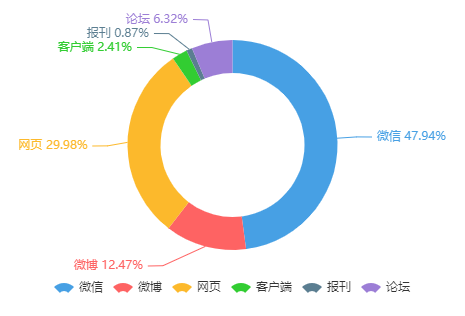 论坛 6.32%
报刊 0.87%
客户端 2.41%
微信 47.94%
网页 29.98%
微博 12.47%
微信 微博 网页 客户端 报刊 论坛